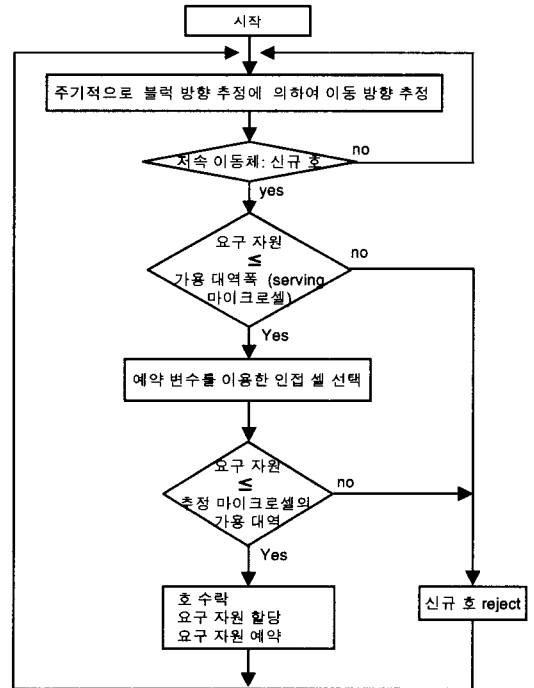 시작
주기적으로 블럭 방향 추정에 의하여 이동 방향 추정
저속 이동체: 신규 호
no
yes
요구 자원
≤
가용 대역폭 (serving
마이크로셀)
no
Yes
예약 변수를 이용한 인접 셀 선택
요구 자원
≤
추정 마이크로셀의
가용 대역
no
Yes
호 수락
요구 자원 할당
요구 자원 예약
신규 호 reject